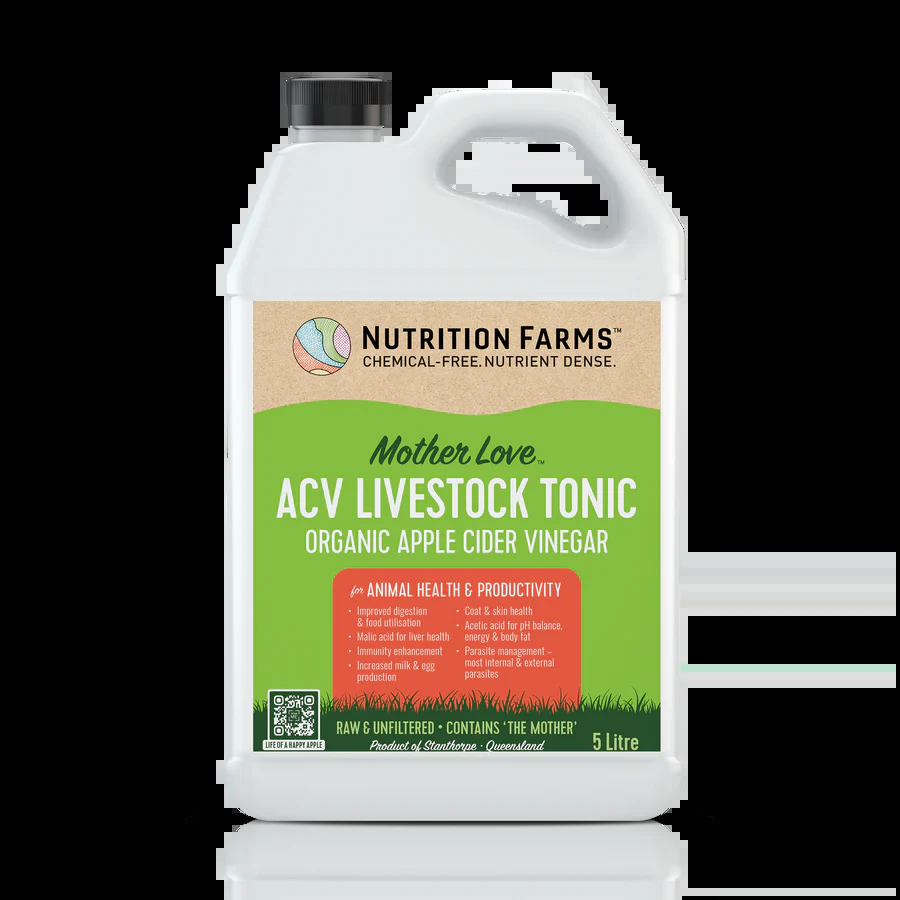 NUTRITION FARMS™
CHEMICAL-FREE. NUTRIENT DENSE.
Mother Love™
ACV LIVESTOCK TONIC
ORGANIC APPLE CIDER VINEGAR
for ANIMAL HEALTH & PRODUCTIVITY
• Improved digestion
& food utilisation
• Malic acid for liver health
• Immunity enhancement
• Increased milk & egg
production
• Coat & skin health
• Acetic acid for pH balance,
energy & body fat
• Parasite management –
most internal & external
parasites
RAW & UNFILTERED • CONTAINS 'THE MOTHER'
Product of Stanthorpe · Queensland
5 Litre
LIFE OF A HAPPY APPLE